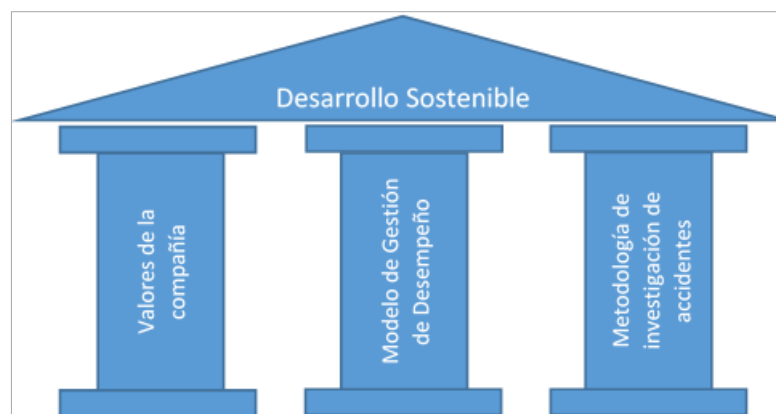 Desarrollo Sostenible
Valores de la
compañía
Modelo de Gestión
de Desempeño
Metodología de
investigación de
accidentes